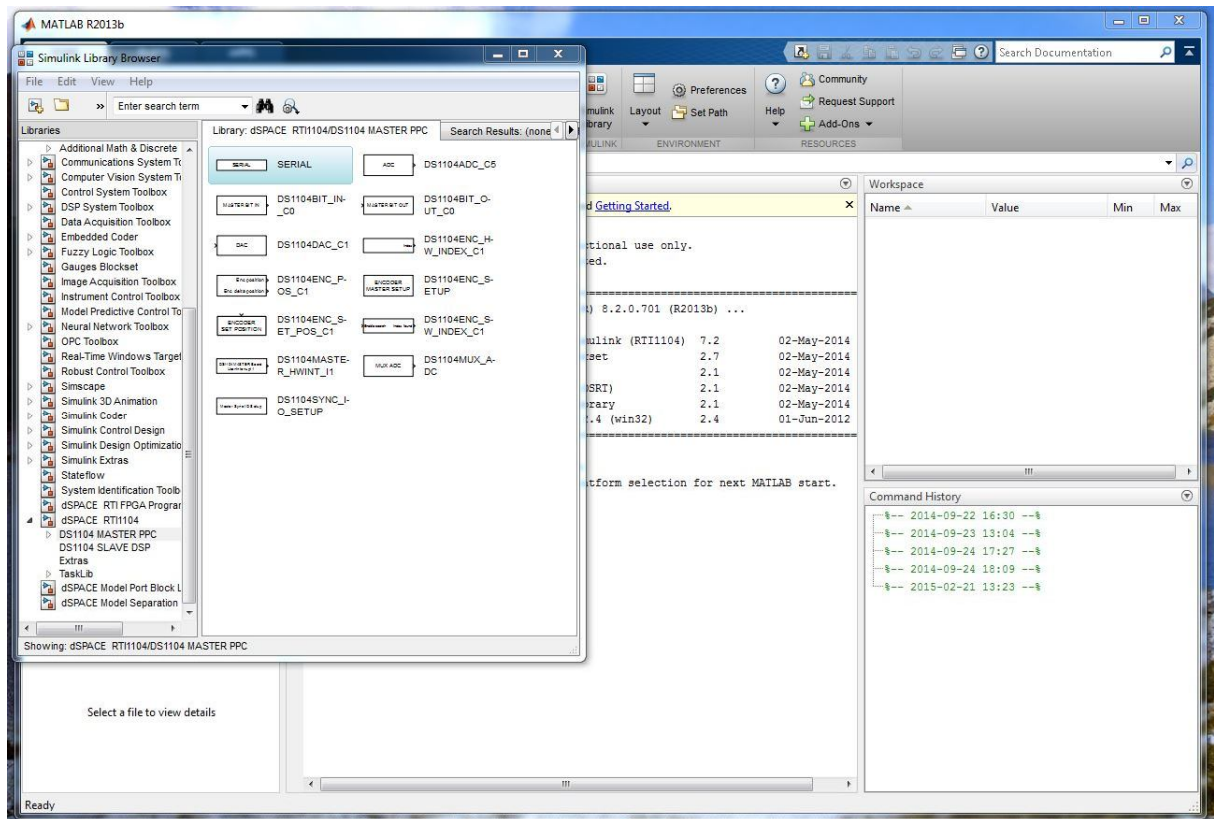 MATLAB R2013b
Simulink Library Browser
File Edit View Help
Enter search term
Libraries
Additional Math & Discrete
Communications System To
Computer Vision System To
Control System Toolbox
DSP System Toolbox
Data Acquisition Toolbox
Embedded Coder
Fuzzy Logic Toolbox
Gauges Blockset
Image Acquisition Toolbox
Instrument Control Toolbox
Model Predictive Control To
Neural Network Toolbox
OPC Toolbox
Real-Time Windows Target
Robust Control Toolbox
Simscape
Simulink 3D Animation
Simulink Coder
Simulink Control Design
Simulink Design Optimizatio
Simulink Extras
Stateflow
System Identification Toolb
dSPACE RTI FPGA Program
dSPACE RTI1104
DS1104 MASTER PPC
DS1104 SLAVE DSP
Extras
TaskLib
dSPACE Model Port Block L
dSPACE Model Separation
Library: dSPACE RTI1104/DS1104 MASTER PPC
Search Results: (none
SERIAL SERIAL
ADC DS1104ADC_C5
MASTER BIT IN DS1104BIT_IN-
_C0
MASTER BIT OUT DS1104BIT_O-
UT_C0
DAC DS1104DAC_C1
DS1104ENC_H-
W_INDEX_C1
Enc position
Enc delta position
DS1104ENC_P-
OS_C1
ENCODER
MASTER SETUP
DS1104ENC_S-
ETUP
ENCODER
SET POSITION
DS1104ENC_S-
ET_POS_C1
DS1104ENC_S-
W_INDEX_C1
DS1104MASTE-
R_HWINT_I1
MUX ADC DS1104MUX_A-
DC
DS1104SYNC_I-
O_SETUP
Showing: dSPACE RTI1104/DS1104 MASTER PPC
Search Documentation
mulink
ibrary
MULINK
Layout
Preferences
Set Path
ENVIRONMENT
Help
Community
Request Support
Add-Ons
RESOURCES
d Getting Started.
tional use only.
ted.
) 8.2.0.701 (R2013b) ...
ulink (RTI1104) 7.2 02-May-2014
set 2.7 02-May-2014
2.1 02-May-2014
OSRT) 2.1 02-May-2014
rary 2.1 02-May-2014
.4 (win32) 2.4 01-Jun-2012
tform selection for next MATLAB start.
Workspace
Name Value Min Max
Command History
%-- 2014-09-22 16:30 --%
%-- 2014-09-23 13:04 --%
%-- 2014-09-24 17:27 --%
%-- 2014-09-24 18:09 --%
%-- 2015-02-21 13:23 --%
Select a file to view details
Ready